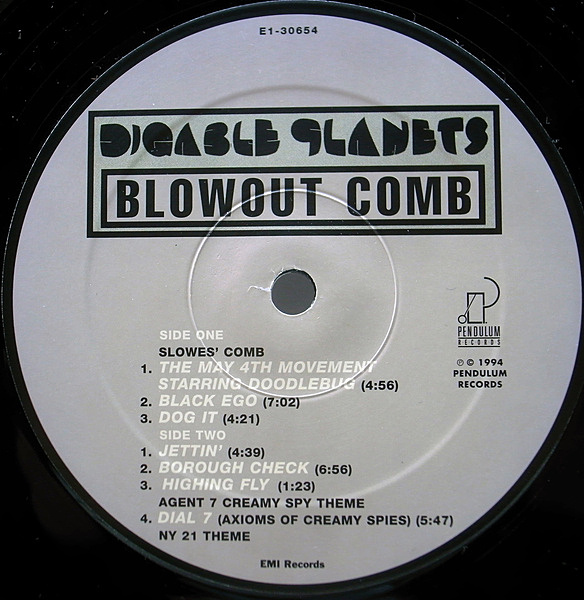 E1-30654
DIGABLE PLANETS
BLOWOUT COMB
PENDULUM
RECORDS
℗ © 1994
PENDULUM
RECORDS
SIDE ONE
SLOWES' COMB
1. THE MAY 4TH MOVEMENT
STARRING DOODLEBUG (4:56)
2. BLACK EGO (7:02)
3. DOG IT (4:21)
SIDE TWO
1. JETTIN' (4:39)
2. BOROUGH CHECK (6:56)
3. HIGHING FLY (1:23)
AGENT 7 CREAMY SPY THEME
4. DIAL 7 (AXIOMS OF CREAMY SPIES) (5:47)
NY 21 THEME
EMI Records